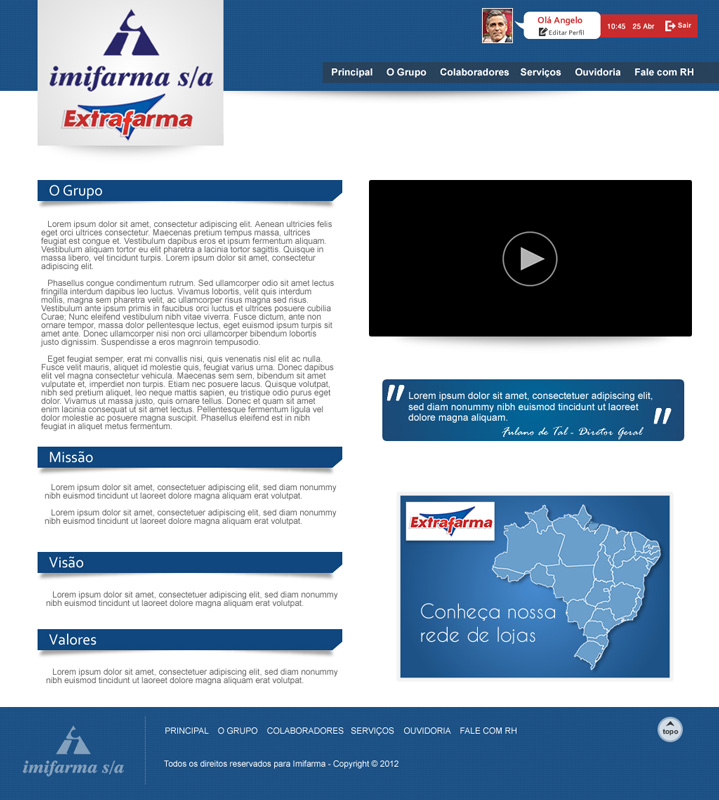 imifarma s/a
Extrafarma
Olá Angelo
Editar Perfil
10:45 25 Abr Sair
Principal O Grupo Colaboradores Serviços Ouvidoria Fale com RH
O Grupo
Lorem ipsum dolor sit amet, consectetur adipiscing elit. Aenean ultricies felis
eget orci ultrices consectetur. Maecenas pretium tempus massa, ultrices
feugiat est congue et. Vestibulum dapibus eros et ipsum fermentum aliquam.
Vestibulum aliquam tortor eu elit pharetra a lacinia tortor sagittis. Quisque in
massa libero, vel tincidunt turpis. Lorem ipsum dolor sit amet, consectetur
adipiscing elit.
Phasellus congue condimentum rutrum. Sed ullamcorper odio sit amet lectus
fringilla interdum dapibus leo luctus. Vivamus lobortis, velit quis interdum
mollis, magna sem pharetra velit, ac ullamcorper risus magna sed risus.
Vestibulum ante ipsum primis in faucibus orci luctus et ultrices posuere cubilia
Curae; Nunc eleifend vestibulum nibh vitae viverra. Fusce dictum, ante non
ornare tempor, massa dolor pellentesque lectus, eget euismod ipsum turpis sit
amet ante. Donec ullamcorper nisi non orci ullamcorper bibendum lobortis
justo dignissim. Suspendisse a eros magnroin tempusodio.
Eget feugiat semper, erat mi convallis nisi, quis venenatis nisl elit ac nulla.
Fusce velit mauris, aliquet id molestie quis, feugiat varius urna. Donec dapibus
elit vel magna consectetur vehicula. Maecenas sem sem, bibendum sit amet
vulputate et, imperdiet non turpis. Etiam nec posuere lacus. Quisque volutpat,
nibh sed pretium aliquet, leo neque mattis sapien, eu tristique odio purus eget
dolor. Vivamus ut massa justo, quis ornare tellus. Donec et quam sit amet
enim lacinia consequat ut sit amet lectus. Pellentesque fermentum ligula vel
dolor molestie ac posuere magna suscipit. Phasellus eleifend est in nibh
feugiat in aliquet metus fermentum.
Missão
Lorem ipsum dolor sit amet, consectetuer adipiscing elit, sed diam nonummy
nibh euismod tincidunt ut laoreet dolore magna aliquam erat volutpat.
Lorem ipsum dolor sit amet, consectetuer adipiscing elit, sed diam nonummy
nibh euismod tincidunt ut laoreet dolore magna aliquam erat volutpat.
Visão
Lorem ipsum dolor sit amet, consectetuer adipiscing elit, sed diam nonummy
nibh euismod tincidunt ut laoreet dolore magna aliquam erat volutpat.
Valores
Lorem ipsum dolor sit amet, consectetuer adipiscing elit, sed diam nonummy
nibh euismod tincidunt ut laoreet dolore magna aliquam erat volutpat.
" Lorem ipsum dolor sit amet, consectetuer adipiscing elit,
sed diam nonummy nibh euismod tincidunt ut laoreet
dolore magna aliquam. "
Fulano de Tal - Diretor Geral
Extrafarma
Conheça nossa
rede de lojas
imifarma s/a
PRINCIPAL O GRUPO COLABORADORES SERVIÇOS OUVIDORIA FALE COM RH
topo
Todos os direitos reservados para Imifarma - Copyright © 2012